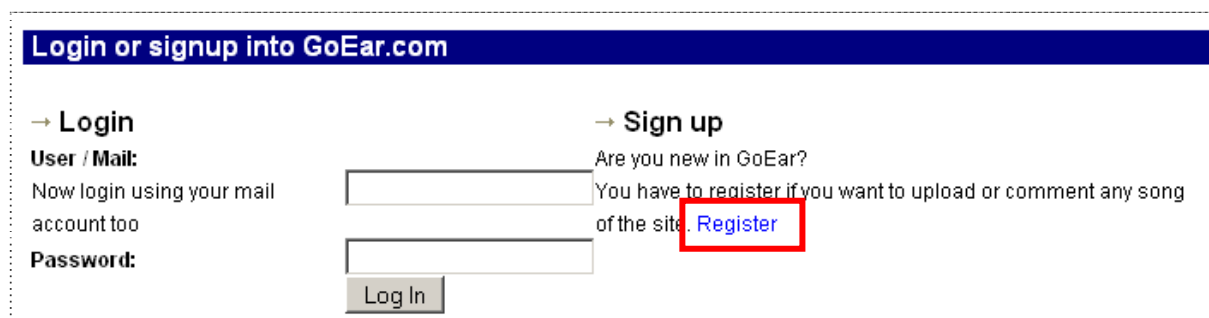 Login or signup into GoEar.com
→ Login
User / Mail:
Now login using your mail
account too
Password:
Log In
→ Sign up
Are you new in GoEar?
You have to register if you want to upload or comment any song
of the site. Register